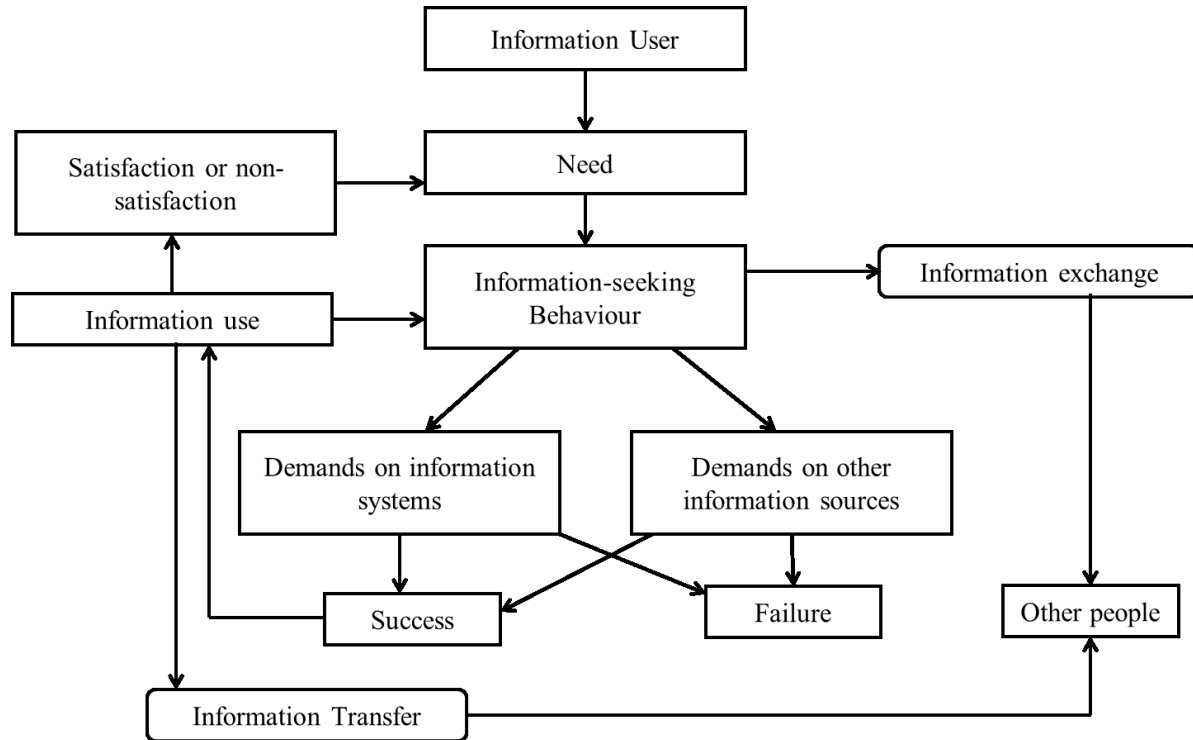 Information User
Satisfaction or non-
satisfaction
Need
Information-seeking
Behaviour
Information exchange
Information use
Demands on information
systems
Demands on other
information sources
Success
Failure
Other people
Information Transfer